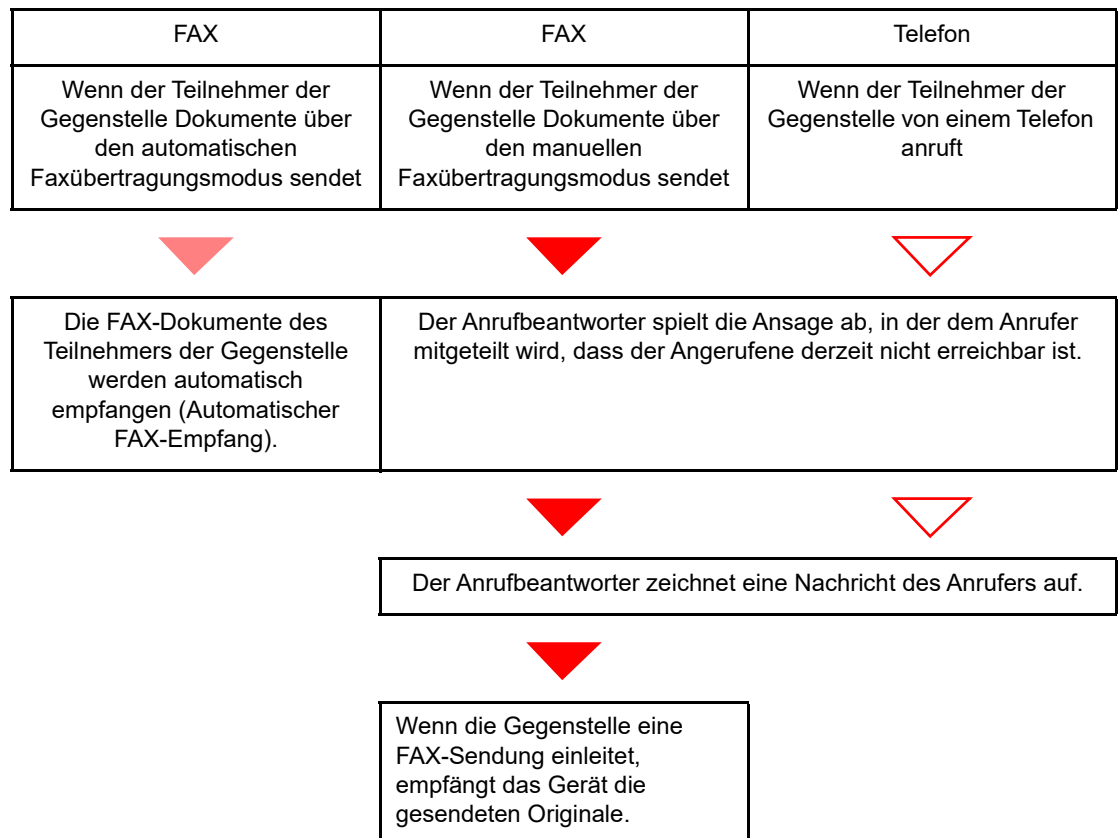 FAX
FAX
Telefon
Wenn der Teilnehmer der
Gegenstelle Dokumente über
den automatischen
Faxübertragungsmodus sendet
Wenn der Teilnehmer der
Gegenstelle Dokumente über
den manuellen
Faxübertragungsmodus sendet
Wenn der Teilnehmer der
Gegenstelle von einem Telefon
anruft
Die FAX-Dokumente des
Teilnehmers der Gegenstelle
werden automatisch
empfangen (Automatischer
FAX-Empfang).
Der Anrufbeantworter spielt die Ansage ab, in der dem Anrufer
mitgeteilt wird, dass der Angerufene derzeit nicht erreichbar ist.
Der Anrufbeantworter zeichnet eine Nachricht des Anrufers auf.
Wenn die Gegenstelle eine
FAX-Sendung einleitet,
empfängt das Gerät die
gesendeten Originale.